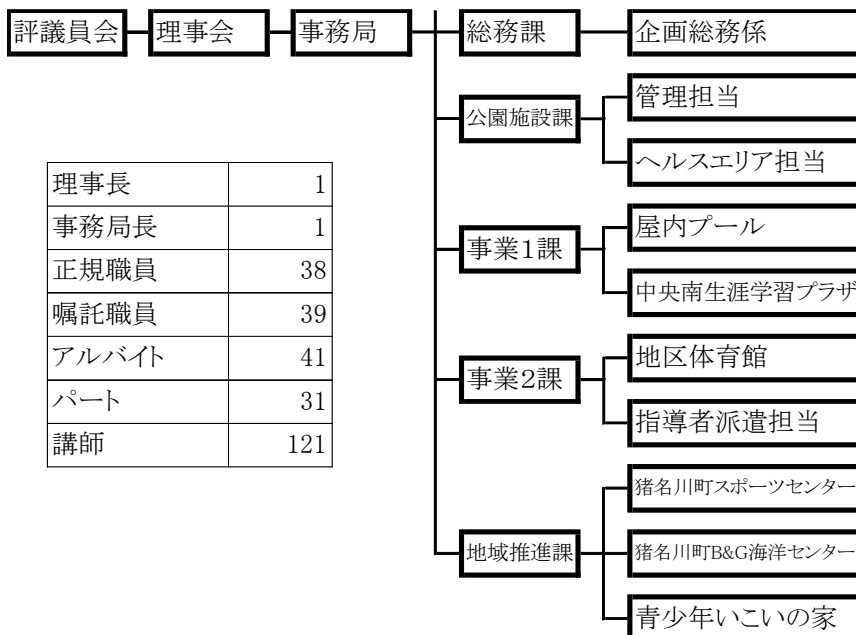 評議員会 理事会 事務局 総務課 企画総務係
公園施設課 管理担当
ヘルスエリア担当
事業1課 屋内プール
中央南生涯学習プラザ
事業2課 地区体育館
指導者派遣担当
地域推進課 猪名川町スポーツセンター
猪名川町B&G海洋センター
青少年いこいの家
理事長 1
事務局長 1
正規職員 38
嘱託職員 39
アルバイト 41
パート 31
講師 121